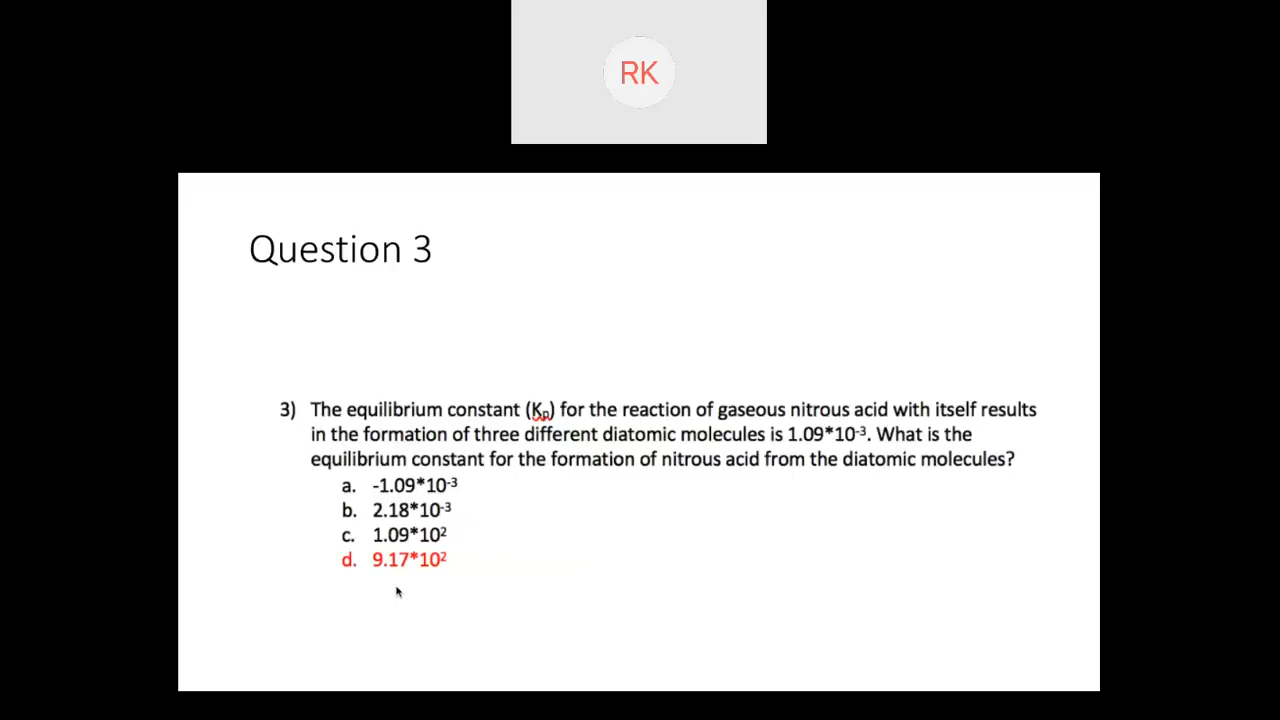 RK
Question 3
3) The equilibrium constant (Kp) for the reaction of gaseous nitrous acid with itself results
in the formation of three different diatomic molecules is 1.09*10⁻³. What is the
equilibrium constant for the formation of nitrous acid from the diatomic molecules?
a. -1.09*10⁻³
b. 2.18*10⁻³
c. 1.09*10²
d. 9.17*10²